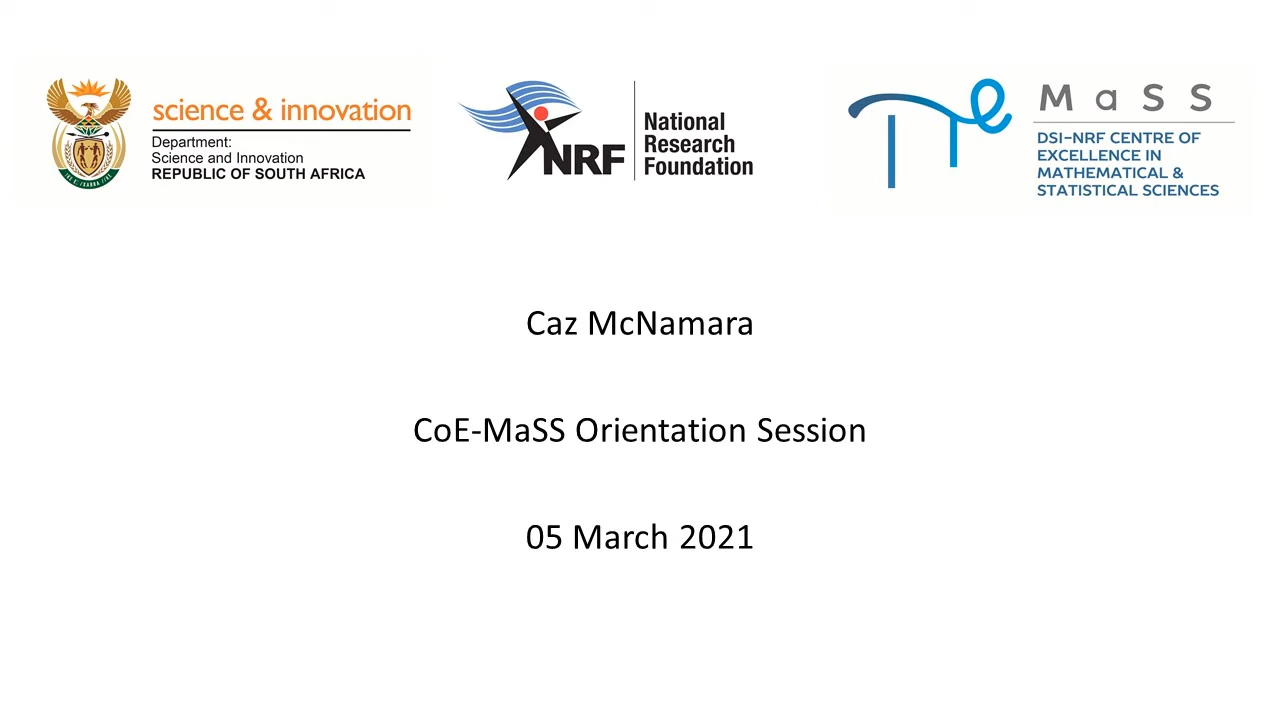 science & innovation
Department:
Science and Innovation
REPUBLIC OF SOUTH AFRICA
NRF
National
Research
Foundation
M a S S
DSI-NRF CENTRE OF
EXCELLENCE IN
MATHEMATICAL &
STATISTICAL SCIENCES
Caz McNamara
CoE-MaSS Orientation Session
05 March 2021